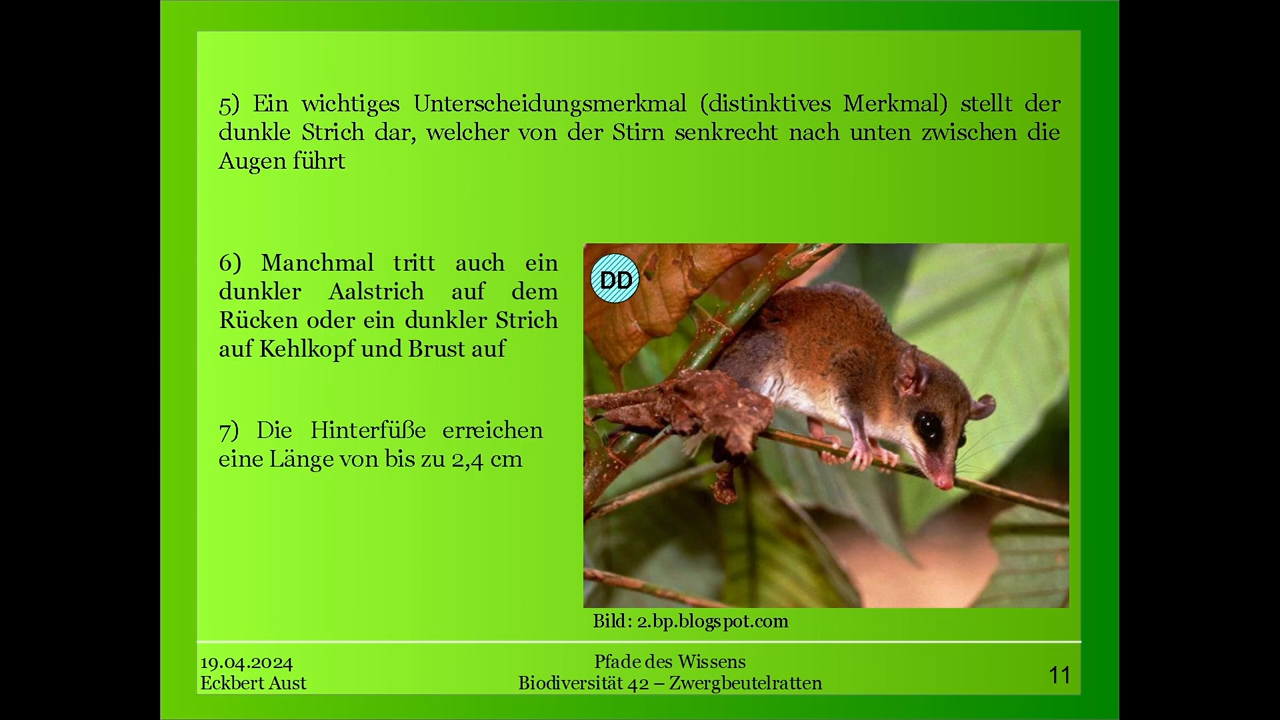 5) Ein wichtiges Unterscheidungsmerkmal (distinktives Merkmal) stellt der
dunkle Strich dar, welcher von der Stirn senkrecht nach unten zwischen die
Augen führt
6) Manchmal tritt auch ein
dunkler Aalstrich auf dem
Rücken oder ein dunkler Strich
auf Kehlkopf und Brust auf
7) Die Hinterfüße erreichen
eine Länge von bis zu 2,4 cm
DD
Bild: 2.bp.blogspot.com
19.04.2024
Eckbert Aust
Pfade des Wissens
Biodiversität 42 – Zwergbeutelratten
11